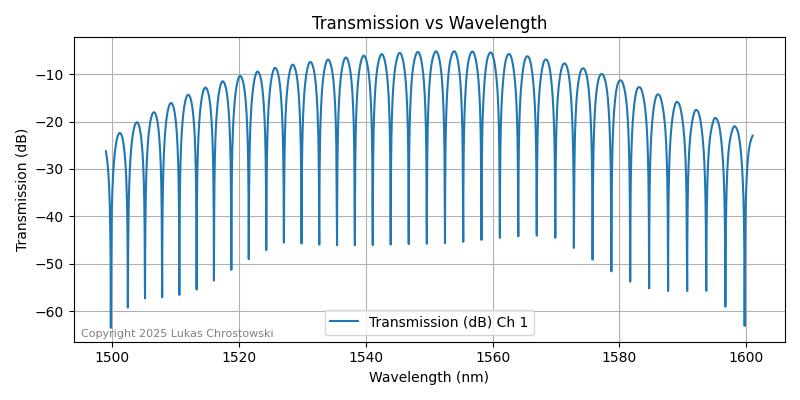 Transmission vs Wavelength
Transmission (dB)
−10
−20
−30
−40
−50
−60
Transmission (dB) Ch 1
Copyright 2025 Lukas Chrostowski
1500
1520
1540
1560
1580
1600
Wavelength (nm)